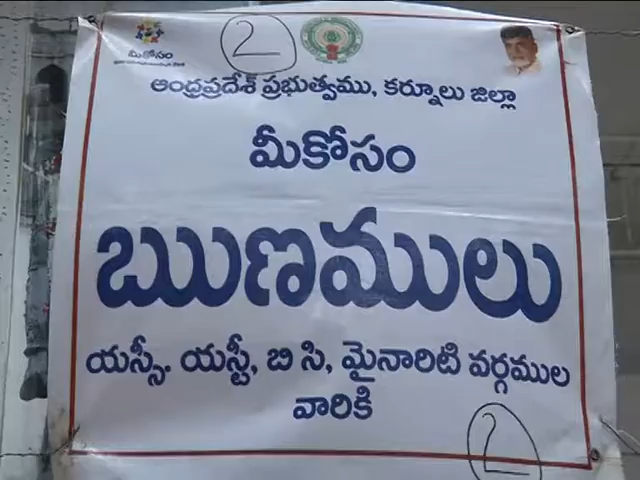 2
మీకోసం
ఆంధ్రప్రదేశ్ ప్రభుత్వము, కర్నూలు జిల్లా
మీకోసం
ఋణములు
యస్సీ. యస్టీ, బి సి, మైనారిటి వర్గముల
వారికి
2